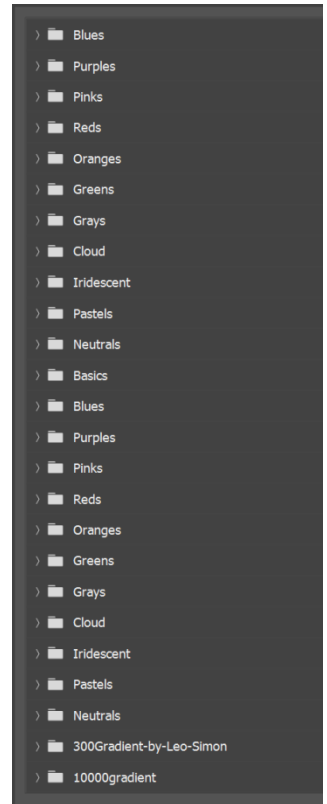 Blues
Purples
Pinks
Reds
Oranges
Greens
Grays
Cloud
Iridescent
Pastels
Neutrals
Basics
Blues
Purples
Pinks
Reds
Oranges
Greens
Grays
Cloud
Iridescent
Pastels
Neutrals
300Gradient-by-Leo-Simon
10000gradient